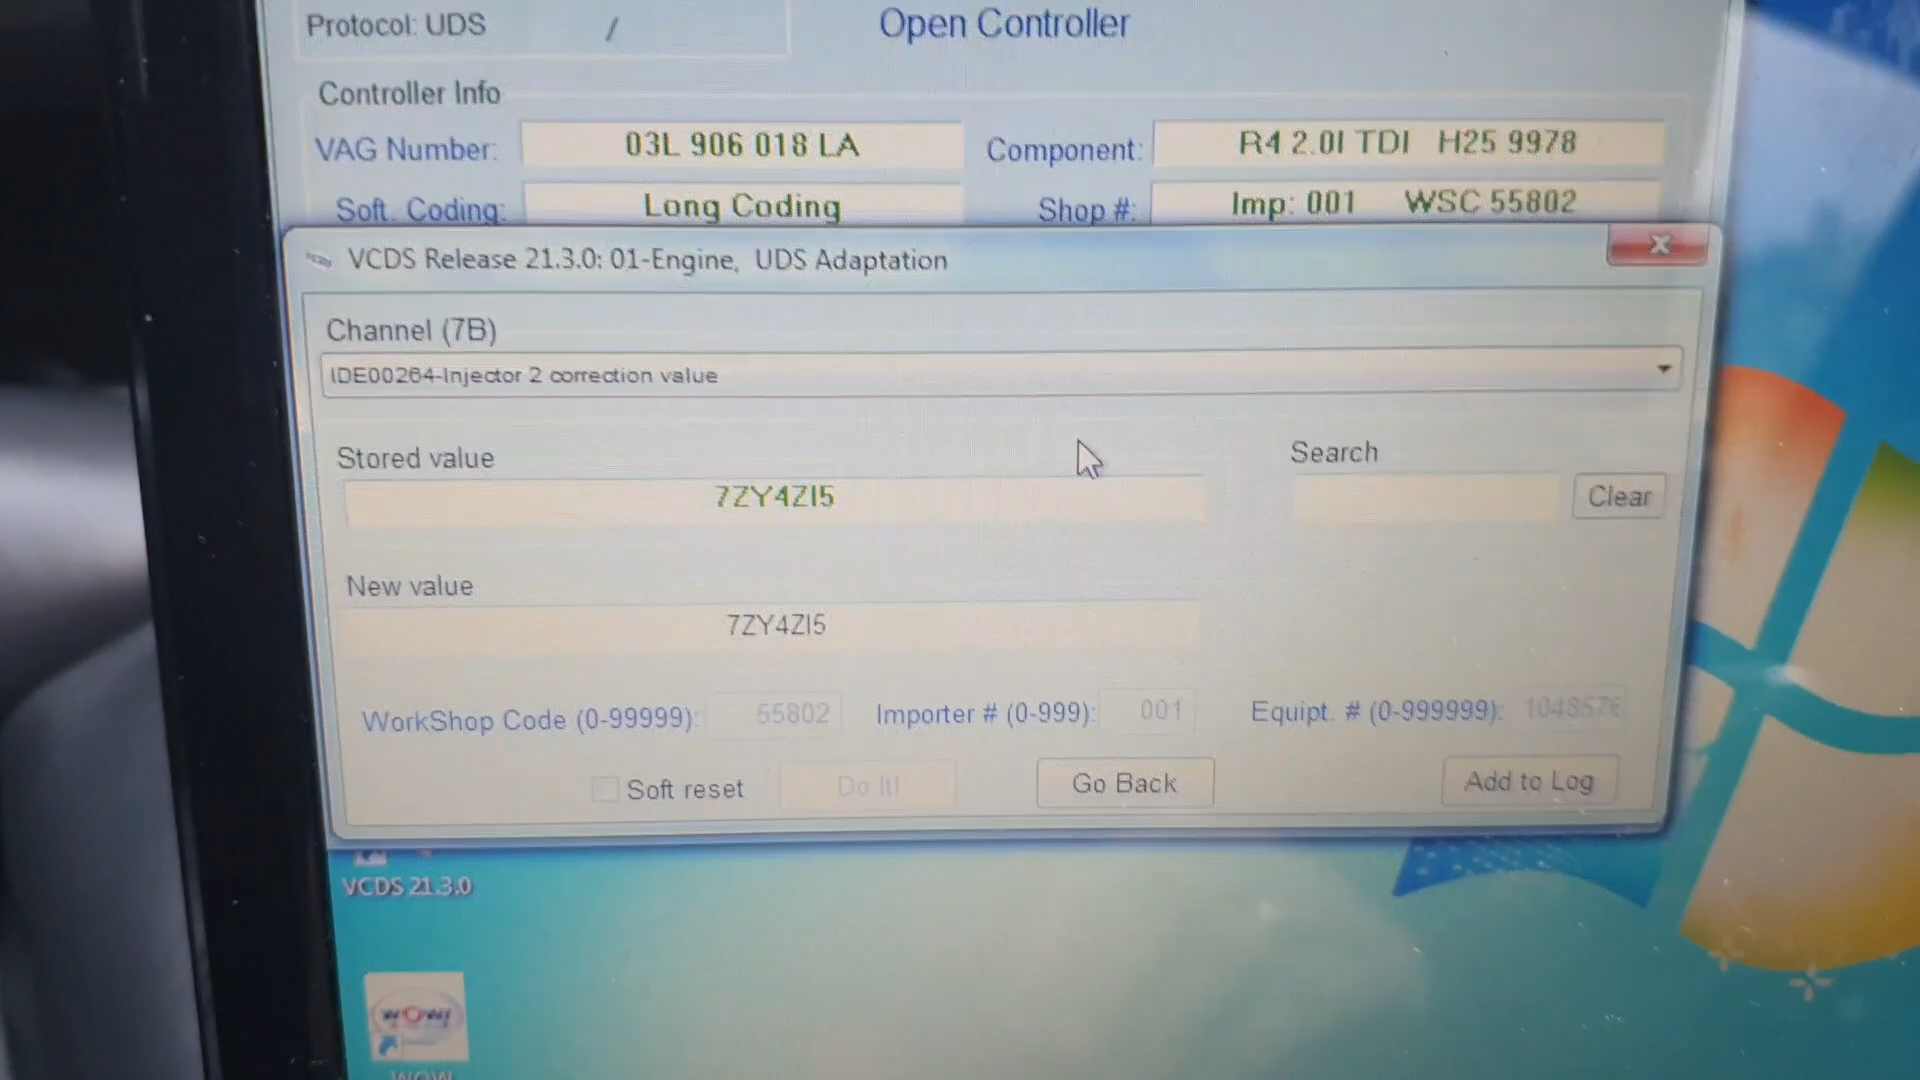 Protocol: UDS /
Open Controller
Controller Info
VAG Number: 03L 906 018 LA
Component: R4 2.0l TDI H25 9978
Soft. Coding: Long Coding
Shop #: Imp: 001 WSC 55802
VCDS Release 21.3.0: 01-Engine, UDS Adaptation
Channel (7B)
IDE00264-Injector 2 correction value
Stored value
7ZY4ZI5
Search
Clear
New value
7ZY4ZI5
WorkShop Code (0-99999): 55802
Importer # (0-999): 001
Equipt. # (0-999999): 1048576
Soft reset
Do It!
Go Back
Add to Log
VCDS 21.3.0
WOW!
WOW